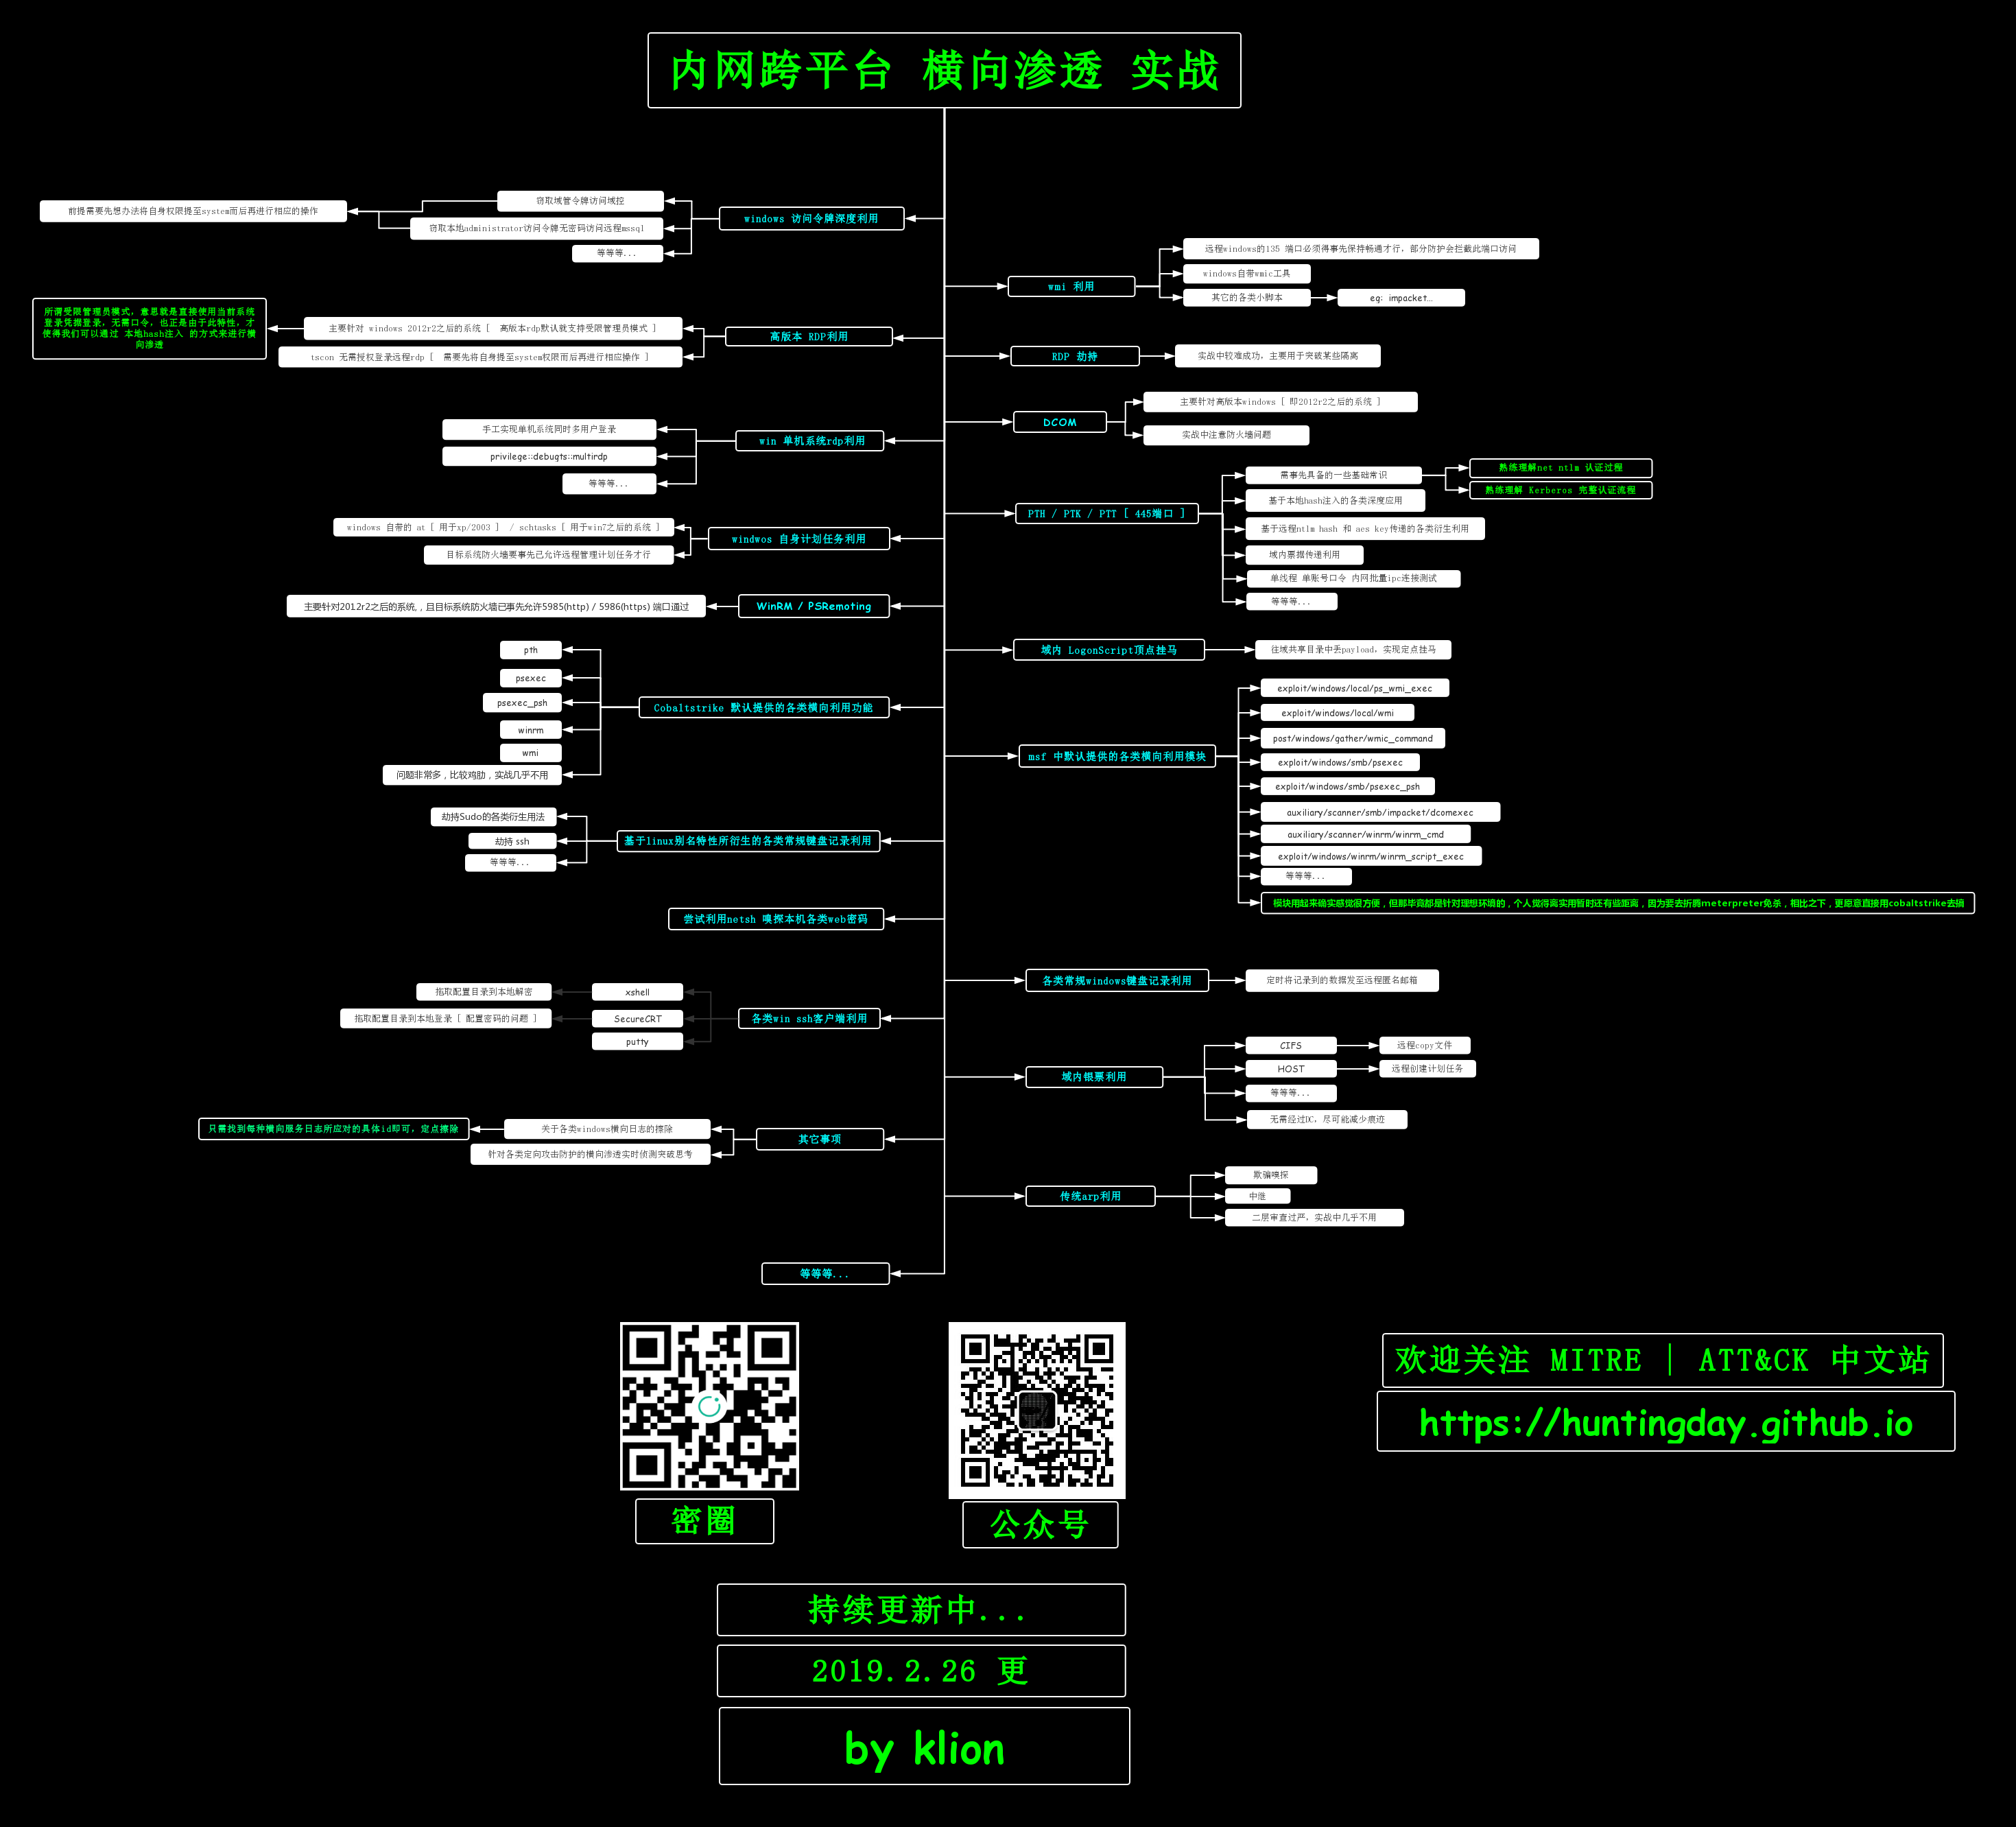 内网跨平台 横向渗透 实战
windows 访问令牌深度利用
窃取域管令牌访问域控
窃取本地administrator访问令牌无密码访问远程mssql
等等等...
前提需要先想办法将自身权限提至system而后再进行相应的操作
wmi 利用
远程windows的135 端口必须得事先保持畅通才行，部分防护会拦截此端口访问
windows自带wmic工具
其它的各类小脚本
eg: impacket...
高版本 RDP利用
主要针对 windows 2012r2之后的系统 [ 高版本rdp默认就支持受限管理员模式 ]
所谓受限管理员模式，意思就是直接使用当前系统
登录凭据登录，无需口令，也正是由于此特性，才
使得我们可以通过 本地hash注入 的方式来进行横
向渗透
tscon 无需授权登录远程rdp [ 需要先将自身提至system权限而后再进行相应操作 ]
RDP 劫持
实战中较难成功，主要用于突破某些隔离
DCOM
主要针对高版本windows [ 即2012r2之后的系统 ]
实战中注意防火墙问题
win 单机系统rdp利用
手工实现单机系统同时多用户登录
privilege::debugts::multirdp
等等等...
PTH / PTK / PTT [ 445端口 ]
需事先具备的一些基础常识
熟练理解net ntlm 认证过程
熟练理解 Kerberos 完整认证流程
基于本地hash注入的各类深度应用
基于远程ntlm hash 和 aes key传递的各类衍生利用
域内票据传递利用
单线程 单账号口令 内网批量ipc连接测试
等等等...
windwos 自身计划任务利用
windows 自带的 at [ 用于xp/2003 ] / schtasks [ 用于win7之后的系统 ]
目标系统防火墙要事先已允许远程管理计划任务才行
WinRM / PSRemoting
主要针对2012r2之后的系统,，且目标系统防火墙已事先允许5985(http) / 5986(https) 端口通过
域内 LogonScript顶点挂马
往域共享目录中丢payload，实现定点挂马
Cobaltstrike 默认提供的各类横向利用功能
pth
psexec
psexec_psh
winrm
wmi
问题非常多，比较鸡肋，实战几乎不用
msf 中默认提供的各类横向利用模块
exploit/windows/local/ps_wmi_exec
exploit/windows/local/wmi
post/windows/gather/wmic_command
exploit/windows/smb/psexec
exploit/windows/smb/psexec_psh
auxiliary/scanner/smb/impacket/dcomexec
auxiliary/scanner/winrm/winrm_cmd
exploit/windows/winrm/winrm_script_exec
等等等...
模块用起来确实感觉很方便，但那毕竟都是针对理想环境的，个人觉得离实用暂时还有些距离，因为要去折腾meterpreter免杀，相比之下，更愿意直接用cobaltstrike去搞
基于linux别名特性所衍生的各类常规键盘记录利用
劫持Sudo的各类衍生用法
劫持 ssh
等等等...
尝试利用netsh 嗅探本机各类web密码
各类常规windows键盘记录利用
定时将记录到的数据发至远程匿名邮箱
各类win ssh客户端利用
xshell
拖取配置目录到本地解密
SecureCRT
拖取配置目录到本地登录 [ 配置密码的问题 ]
putty
域内银票利用
CIFS
远程copy文件
HOST
远程创建计划任务
等等等...
无需经过DC，尽可能减少痕迹
其它事项
关于各类windows横向日志的擦除
只需找到每种横向服务日志所应对的具体id即可，定点擦除
针对各类定向攻击防护的横向渗透实时侦测突破思考
传统arp利用
欺骗嗅探
中继
二层审查过严，实战中几乎不用
等等等...
欢迎关注 MITRE | ATT&CK 中文站
https://huntingday.github.io
密圈
公众号
持续更新中...
2019.2.26 更
by klion